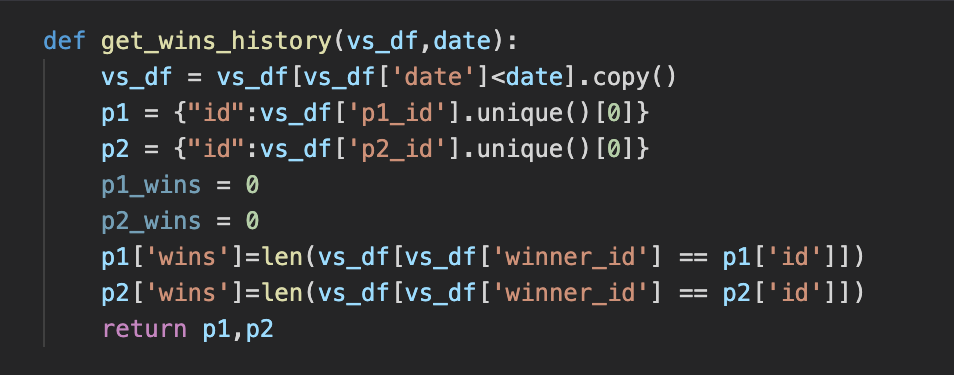 def get_wins_history(vs_df,date):
    vs_df = vs_df[vs_df['date']<date].copy()
    p1 = {"id":vs_df['p1_id'].unique()[0]}
    p2 = {"id":vs_df['p2_id'].unique()[0]}
    p1_wins = 0
    p2_wins = 0
    p1['wins']=len(vs_df[vs_df['winner_id'] == p1['id']])
    p2['wins']=len(vs_df[vs_df['winner_id'] == p2['id']])
    return p1,p2